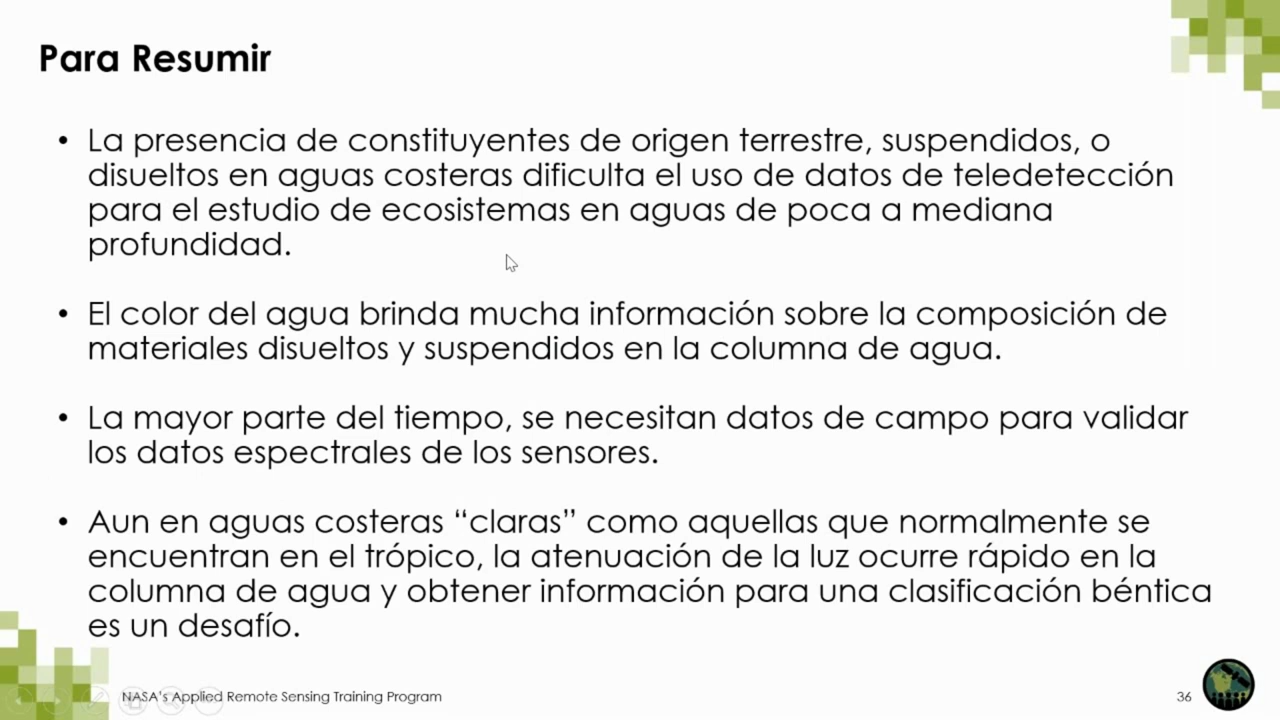 Para Resumir
• La presencia de constituyentes de origen terrestre, suspendidos, o
disueltos en aguas costeras dificulta el uso de datos de teledetección
para el estudio de ecosistemas en aguas de poca a mediana
profundidad.
• El color del agua brinda mucha información sobre la composición de
materiales disueltos y suspendidos en la columna de agua.
• La mayor parte del tiempo, se necesitan datos de campo para validar
los datos espectrales de los sensores.
• Aun en aguas costeras “claras” como aquellas que normalmente se
encuentran en el trópico, la atenuación de la luz ocurre rápido en la
columna de agua y obtener información para una clasificación béntica
es un desafío.
NASA's Applied Remote Sensing Training Program
36